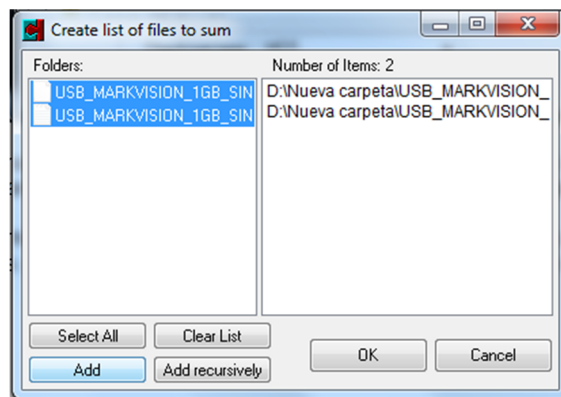 Create list of files to sum
Folders:
Number of Items: 2
USB_MARKVISION_1GB_SIN
USB_MARKVISION_1GB_SIN
D:\Nueva carpeta\USB_MARKVISION_
D:\Nueva carpeta\USB_MARKVISION_
Select All
Clear List
Add
Add recursively
OK
Cancel